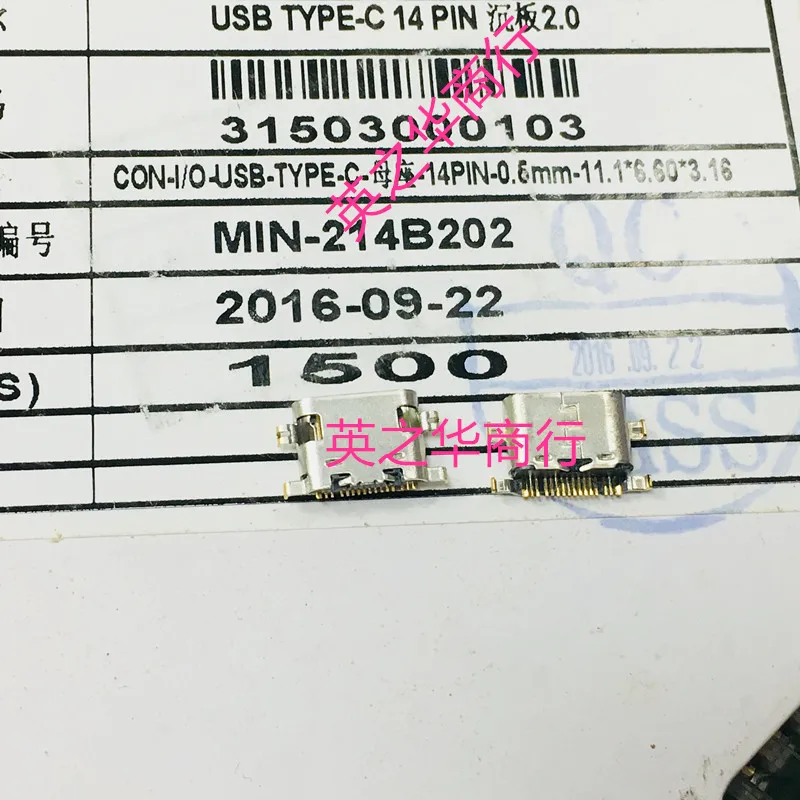 USB TYPE-C 14 PIN 沉板2.0
31503000103
CON-I/O-USB-TYPE-C-母座-14PIN-0.5mm-11.1*6.60*3.16
编号 MIN-214B202
2016-09-22
S) 1500
QC
2016.09.22
英之华商行
英之华商行